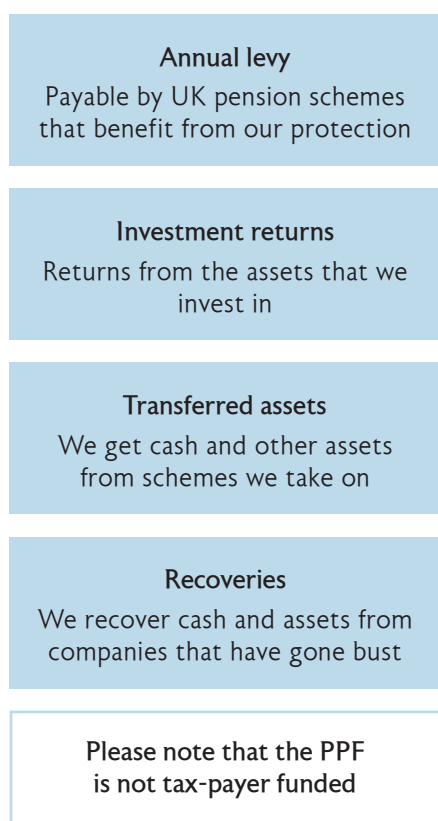 Annual levy
Payable by UK pension schemes
that benefit from our protection
Investment returns
Returns from the assets that we
invest in
Transferred assets
We get cash and other assets
from schemes we take on
Recoveries
We recover cash and assets from
companies that have gone bust
Please note that the PPF
is not tax-payer funded